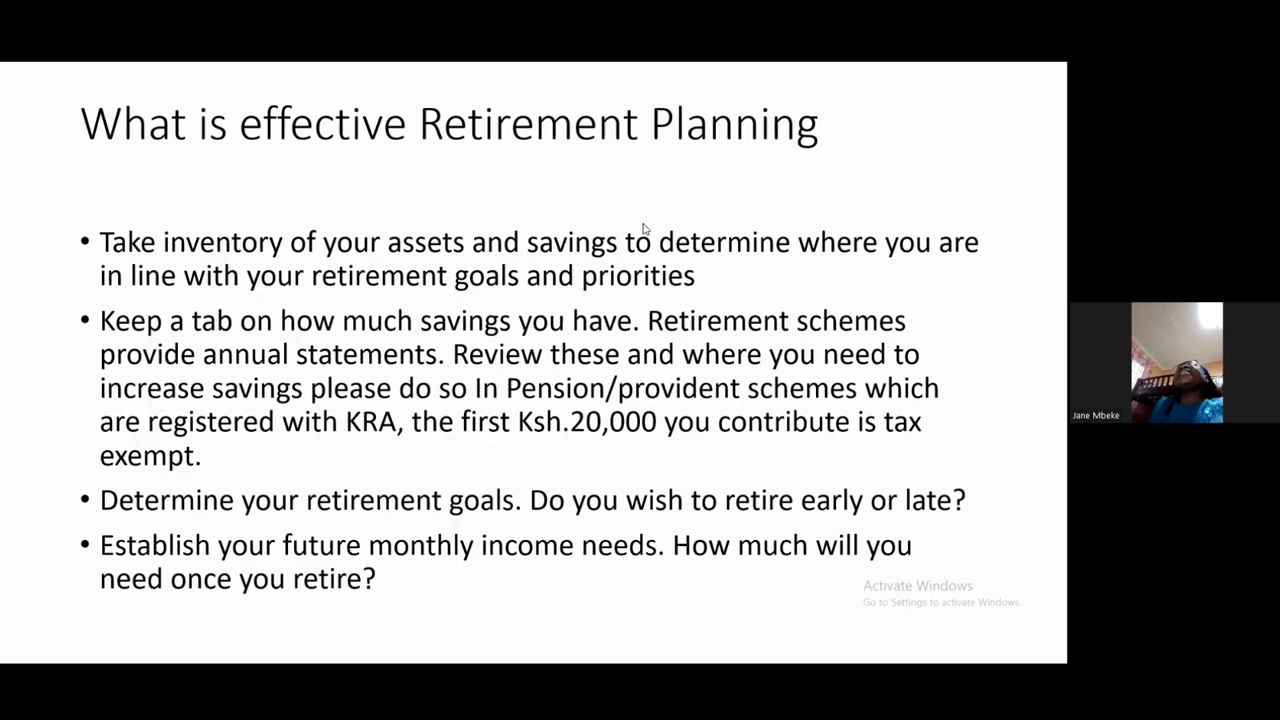 What is effective Retirement Planning
• Take inventory of your assets and savings to determine where you are
in line with your retirement goals and priorities
• Keep a tab on how much savings you have. Retirement schemes
provide annual statements. Review these and where you need to
increase savings please do so In Pension/provident schemes which
are registered with KRA, the first Ksh.20,000 you contribute is tax
exempt.
• Determine your retirement goals. Do you wish to retire early or late?
• Establish your future monthly income needs. How much will you
need once you retire?
Activate Windows
Go to Settings to activate Windows.
Jane Mbeke